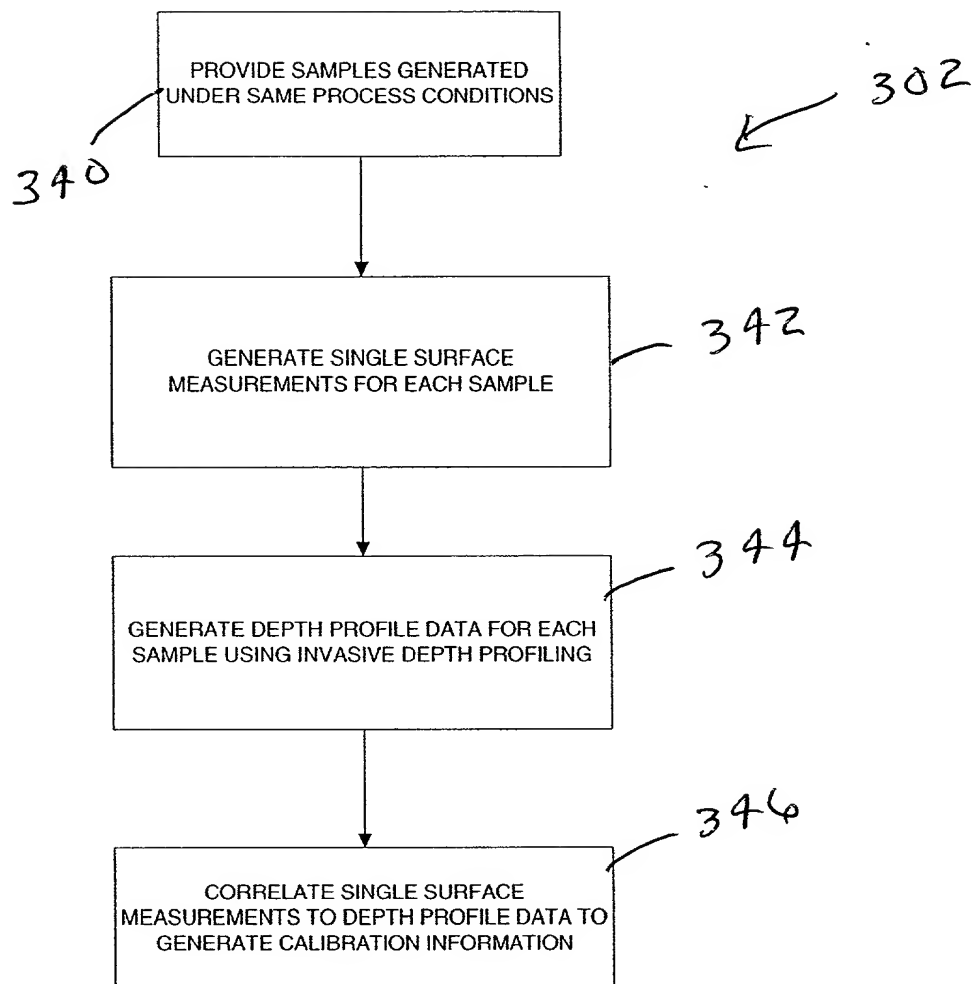 PROVIDE SAMPLES GENERATED
UNDER SAME PROCESS CONDITIONS
302
340
GENERATE SINGLE SURFACE
MEASUREMENTS FOR EACH SAMPLE
342
GENERATE DEPTH PROFILE DATA FOR EACH
SAMPLE USING INVASIVE DEPTH PROFILING
344
CORRELATE SINGLE SURFACE
MEASUREMENTS TO DEPTH PROFILE DATA TO
GENERATE CALIBRATION INFORMATION
346